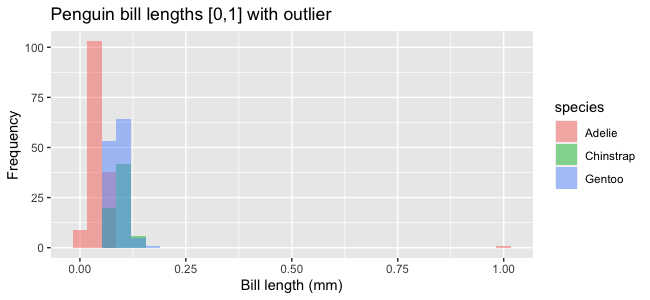 Penguin bill lengths [0,1] with outlier
Frequency
100
75
50
25
0
0.00 0.25 0.50 0.75 1.00
Bill length (mm)
species
Adelie
Chinstrap
Gentoo